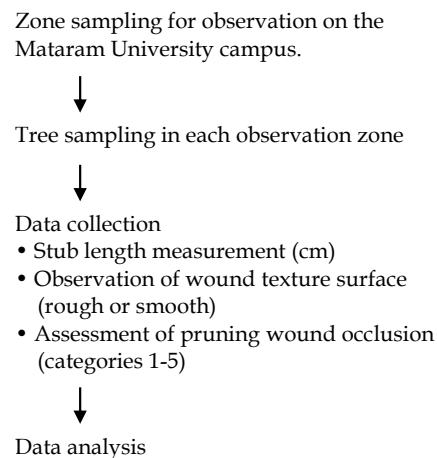 Zone sampling for observation on the
Mataram University campus.
Tree sampling in each observation zone
Data collection
• Stub length measurement (cm)
• Observation of wound texture surface
(rough or smooth)
• Assessment of pruning wound occlusion
(categories 1-5)
Data analysis